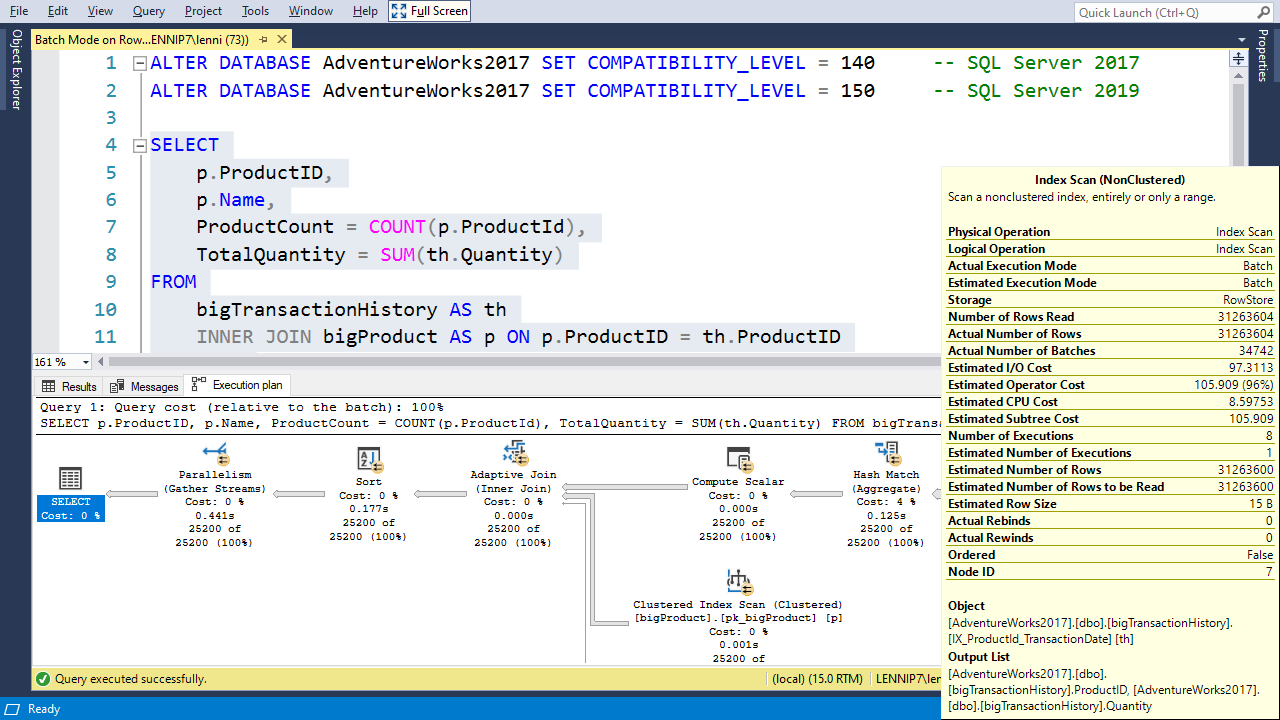 File Edit View Query Project Tools Window Help Full Screen
Quick Launch (Ctrl+Q)
Object Explorer
Batch Mode on Row...ENNIP7\lenni (73))
Properties
1 ALTER DATABASE AdventureWorks2017 SET COMPATIBILITY_LEVEL = 140 -- SQL Server 2017
2 ALTER DATABASE AdventureWorks2017 SET COMPATIBILITY_LEVEL = 150 -- SQL Server 2019
3
4 SELECT
5 p.ProductID,
6 p.Name,
7 ProductCount = COUNT(p.ProductId),
8 TotalQuantity = SUM(th.Quantity)
9 FROM
10 bigTransactionHistory AS th
11 INNER JOIN bigProduct AS p ON p.ProductID = th.ProductID
161 %
Results Messages Execution plan
Query 1: Query cost (relative to the batch): 100%
SELECT p.ProductID, p.Name, ProductCount = COUNT(p.ProductId), TotalQuantity = SUM(th.Quantity) FROM bigTransa
SELECT
Cost: 0 %
Parallelism
(Gather Streams)
Cost: 0 %
0.441s
25200 of
25200 (100%)
Sort
Cost: 0 %
0.177s
25200 of
25200 (100%)
Adaptive Join
(Inner Join)
Cost: 0 %
0.000s
25200 of
25200 (100%)
Compute Scalar
Cost: 0 %
0.000s
25200 of
25200 (100%)
Hash Match
(Aggregate)
Cost: 4 %
0.125s
25200 of
25200 (100%)
Clustered Index Scan (Clustered)
[bigProduct].[pk_bigProduct] [p]
Cost: 0 %
0.001s
25200 of
Index Scan (NonClustered)
Scan a nonclustered index, entirely or only a range.
Physical Operation Index Scan
Logical Operation Index Scan
Actual Execution Mode Batch
Estimated Execution Mode Batch
Storage RowStore
Number of Rows Read 31263604
Actual Number of Rows 31263604
Actual Number of Batches 34742
Estimated I/O Cost 97.3113
Estimated Operator Cost 105.909 (96%)
Estimated CPU Cost 8.59753
Estimated Subtree Cost 105.909
Number of Executions 8
Estimated Number of Executions 1
Estimated Number of Rows 31263600
Estimated Number of Rows to be Read 31263600
Estimated Row Size 15 B
Actual Rebinds 0
Actual Rewinds 0
Ordered False
Node ID 7
Object
[AdventureWorks2017].[dbo].[bigTransactionHistory].
[IX_ProductId_TransactionDate] [th]
Output List
[AdventureWorks2017].[dbo].
[bigTransactionHistory].ProductID, [AdventureWorks2017].
[dbo].[bigTransactionHistory].Quantity
Query executed successfully.
(local) (15.0 RTM) LENNIP7\len
Ready